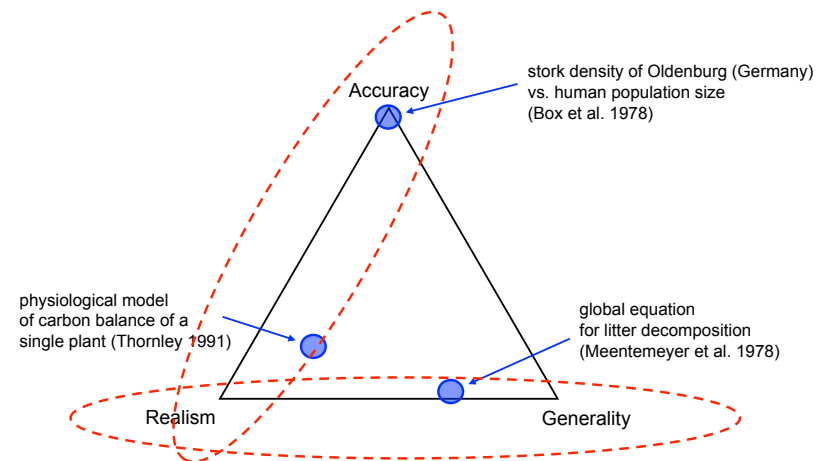 stork density of Oldenburg (Germany)
vs. human population size
(Box et al. 1978)
Accuracy
physiological model
of carbon balance of a
single plant (Thornley 1991)
global equation
for litter decomposition
(Meentemeyer et al. 1978)
Realism
Generality